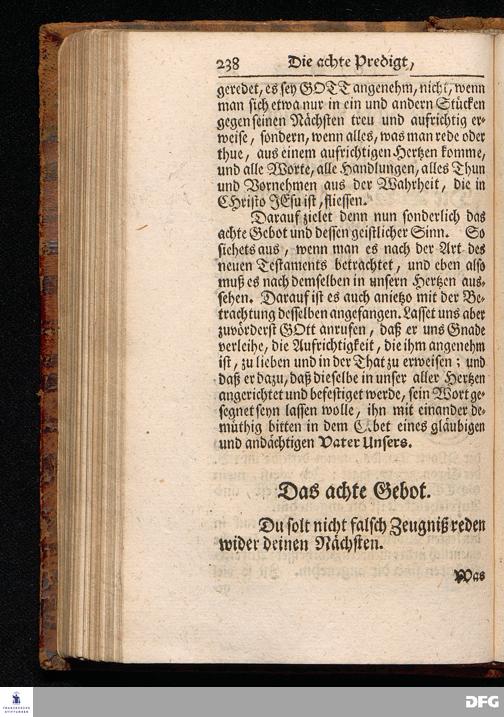 238 Die achte Predigt,
geredet, es sey GOTT angenehm, nicht, wenn
man sich etwa nur in ein und andern Stücken
gegen seinen Nächsten treu und aufrichtig er-
weise, sondern, wenn alles, was man rede oder
thue, aus einem aufrichtigen Hertzen komme,
und alle Worte, alle Handlungen, alles Thun
und Vornehmen aus der Wahrheit, die in
CHristo JEsu ist, fliessen.
Darauf zielet denn nun sonderlich das
achte Gebot und dessen geistlicher Sinn. So
siehets aus, wenn man es nach der Art des
neuen Testaments betrachtet, und eben also
muß es nach demselben in unsern Hertzen aus-
sehen. Darauf ist es auch anietzo mit der Be-
trachtung desselben angefangen. Lasset uns aber
zuvörderst GOtt anrufen, daß er uns Gnade
verleihe, die Aufrichtigkeit, die ihm angenehm
ist, zu lieben und in der That zu erweisen; und
daß er dazu, daß dieselbe in unser aller Hertzen
angerichtet und befestiget werde, sein Wort ge-
segnet seyn lassen wolle, ihn mit einander de-
müthig bitten in dem Gebet eines gläubigen
und andächtigen Vater Unsers.
Das achte Gebot.
Du solt nicht falsch Zeugniß reden
wider deinen Nächsten.
Was
FRANCKESCHE
STIFTUNGEN
DFG